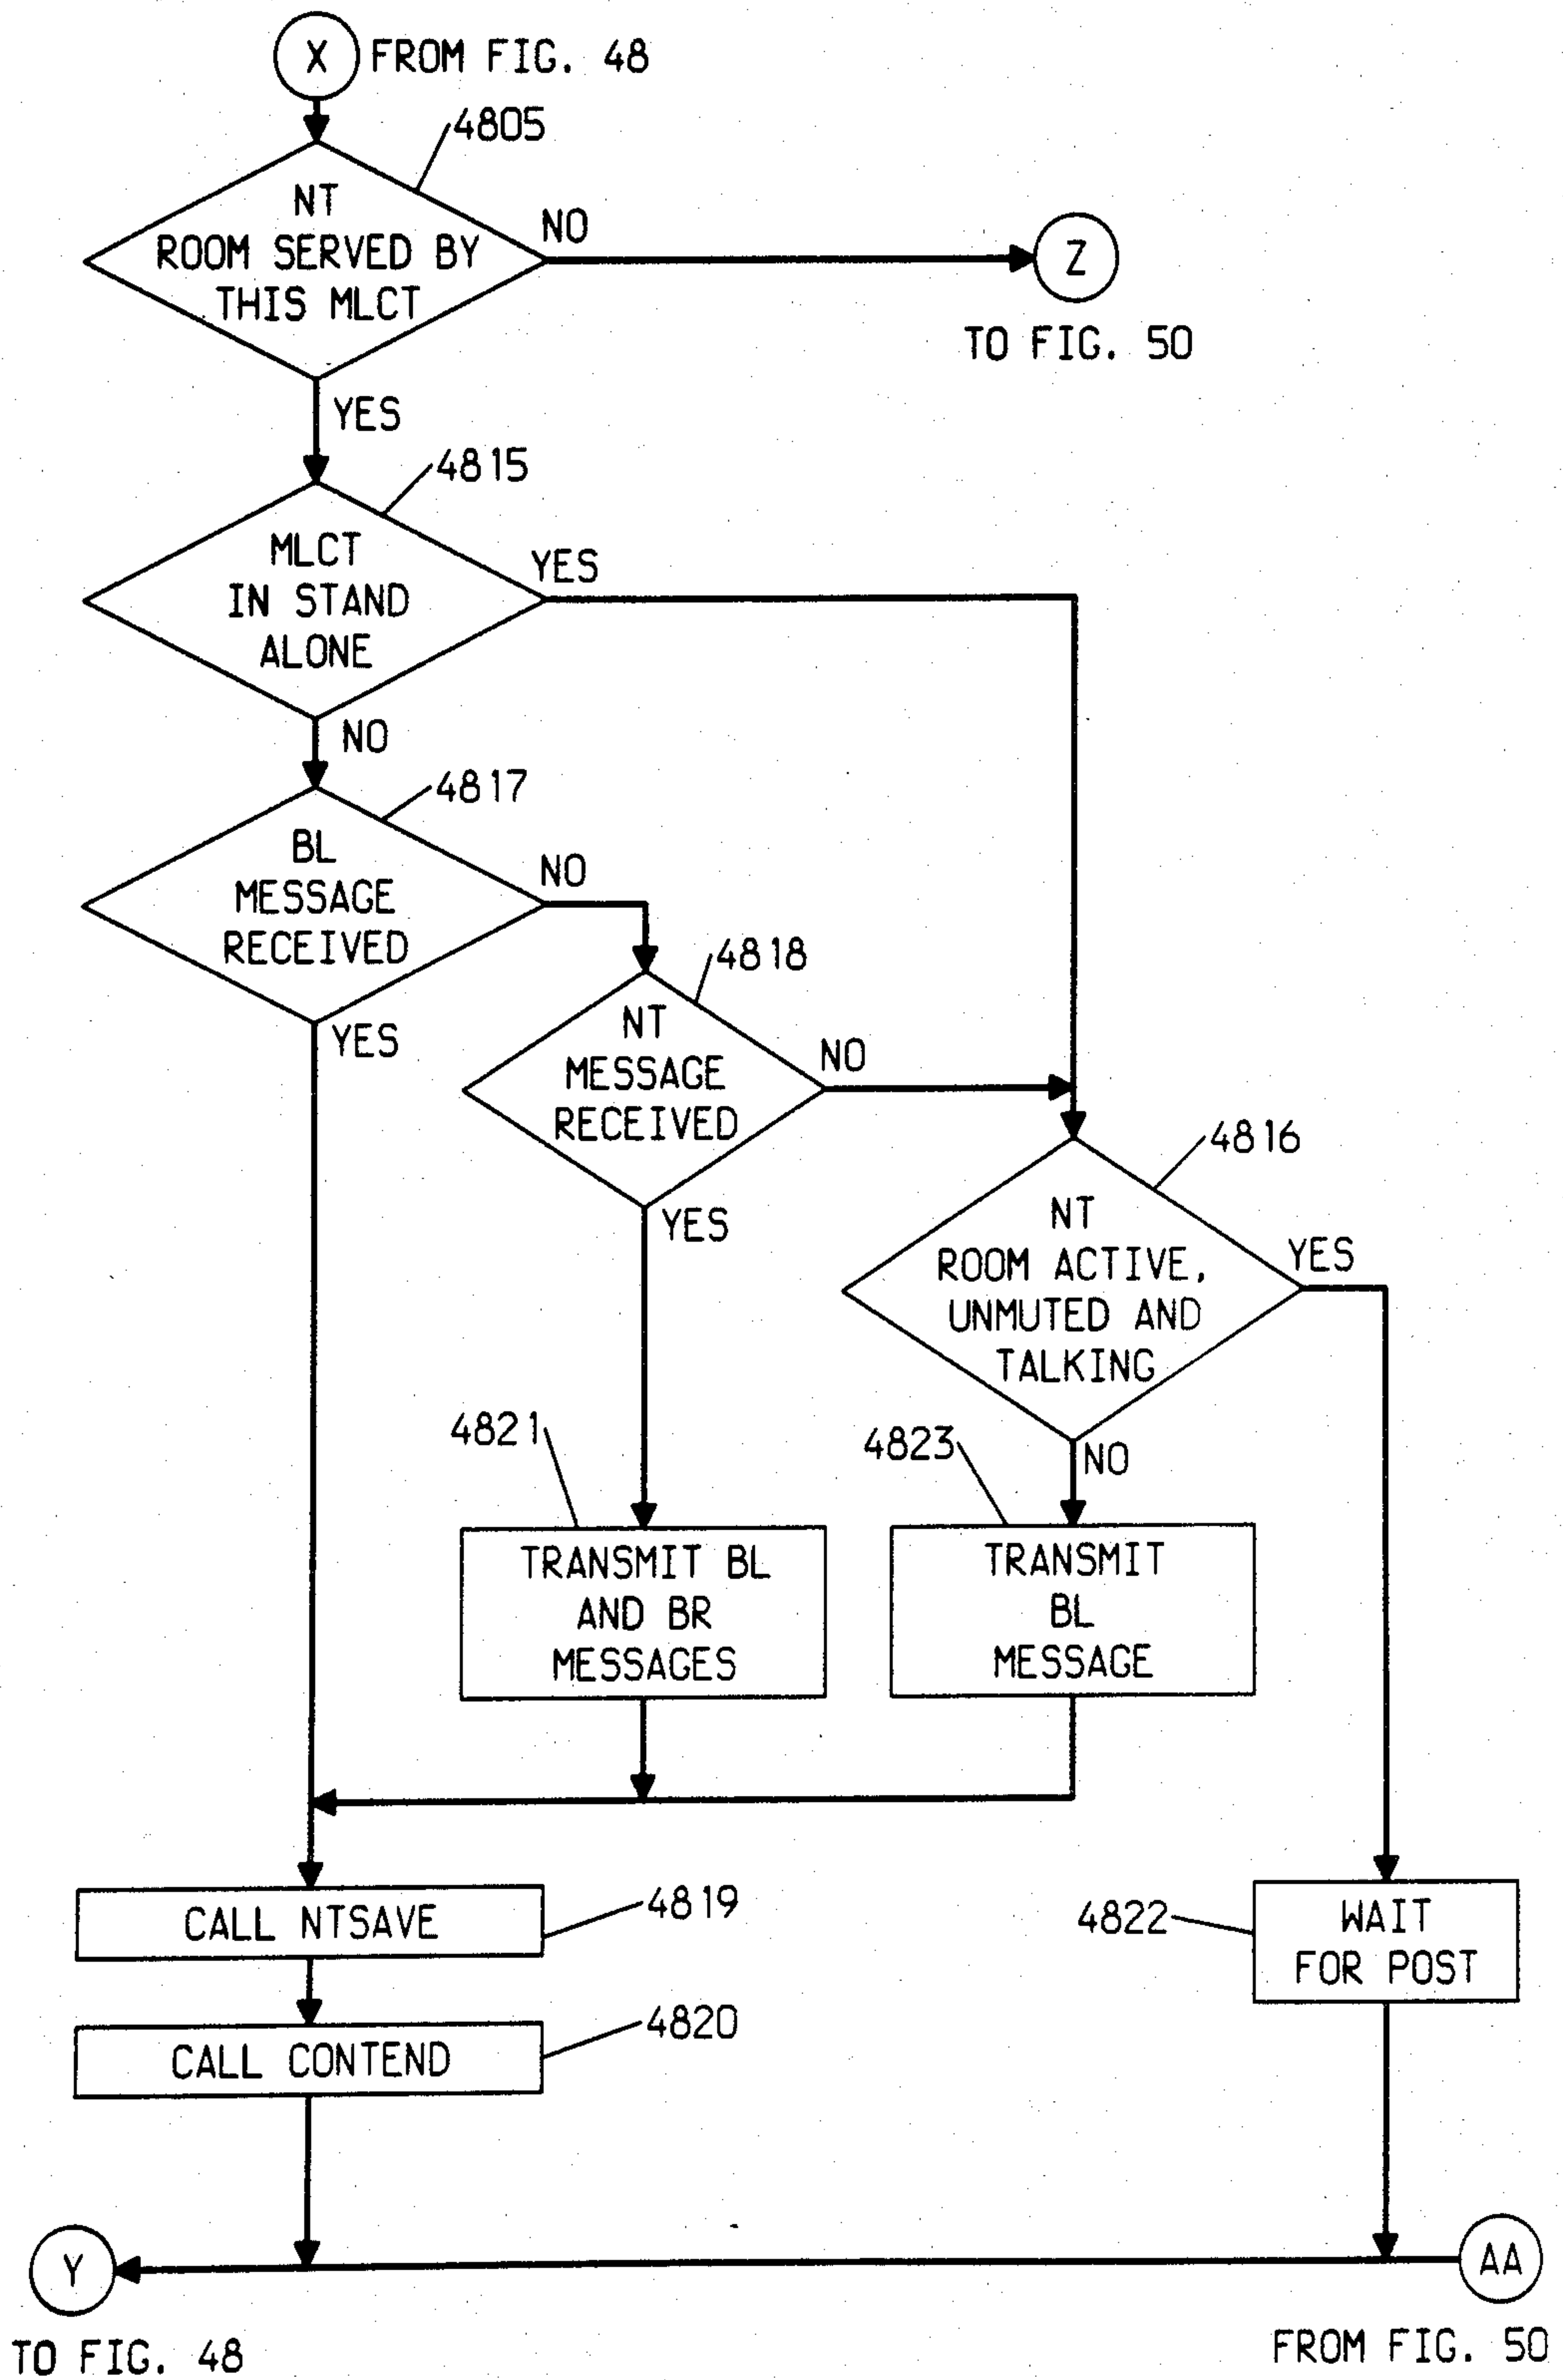 X FROM FIG. 48
4805
NT
ROOM SERVED BY
THIS MLCT
NO
Z
TO FIG. 50
YES
4815
MLCT
IN STAND
ALONE
YES
NO
4817
BL
MESSAGE
RECEIVED
NO
YES
4818
NT
MESSAGE
RECEIVED
NO
YES
4816
NT
ROOM ACTIVE,
UNMUTED AND
TALKING
YES
NO
4821
TRANSMIT BL
AND BR
MESSAGES
4823
TRANSMIT
BL
MESSAGE
CALL NTSAVE
4819
4822
WAIT
FOR POST
CALL CONTEND
4820
Y
TO FIG. 48
AA
FROM FIG. 50